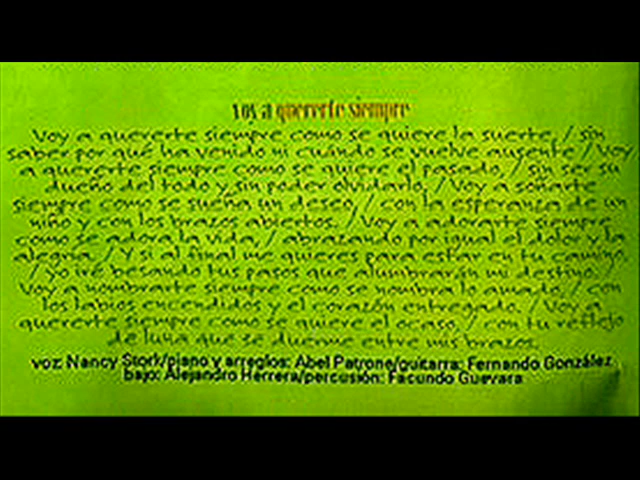 voy a quererte siempre
Voy a quererte siempre como se quiere la suerte, / sin
saber por qué ha venido ni cuándo se vuelve ausente / Voy
a quererte siempre como se quiere el pasado, / sin ser su
dueño del todo y sin poder olvidarlo. / Voy a soñarte
siempre como se sueña un deseo / con la esperanza de un
niño y con los brazos abiertos. / Voy a adorarte siempre
como se adora la vida, / abrazando por igual el dolor y la
alegría. / Y si al final me quieres para estar en tu camino,
/ yo iré besando tus pasos que alumbrarán mi destino. /
Voy a nombrarte siempre como se nombra lo amado, / con
los labios encendidos y el corazón entregado. / Voy a
quererte siempre como se quiere el ocaso / con tu reflejo
de luna que se duerme entre mis brazos.
voz: Nancy Stork/piano y arreglos: Abel Patrone/guitarra: Fernando González
bajo: Alejandro Herrera/percusión: Facundo Guevara